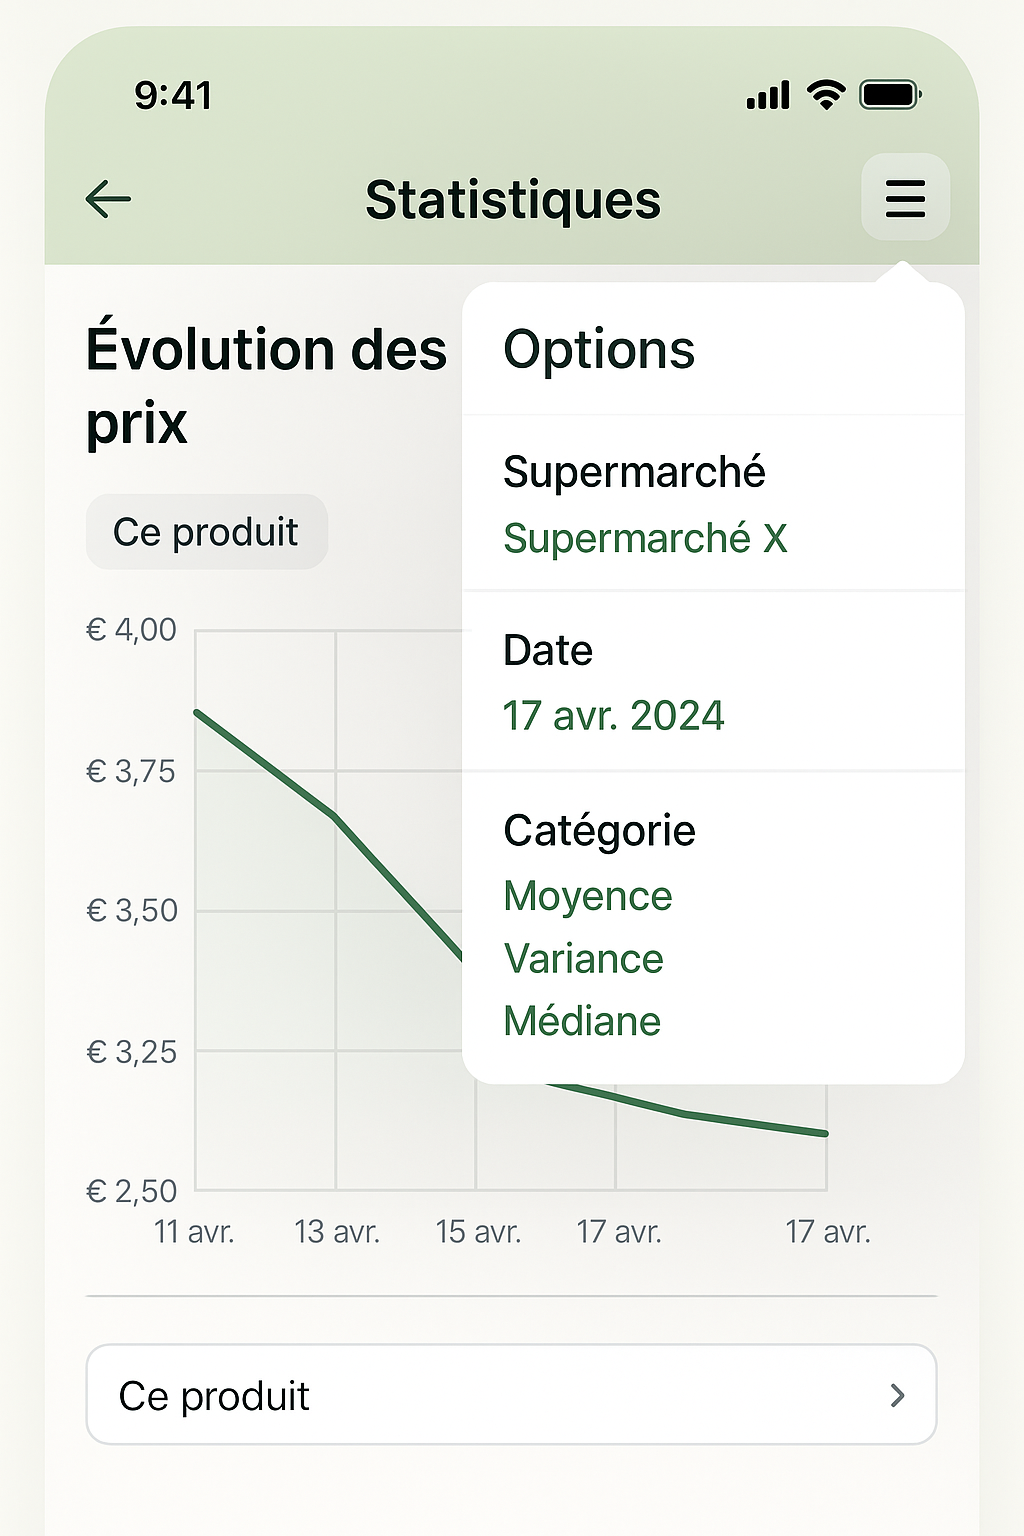 9:41
Statistiques
Évolution des
prix
Ce produit
Options
Supermarché
Supermarché X
Date
17 avr. 2024
Catégorie
Moyence
Variance
Médiane
€ 4,00
€ 3,75
€ 3,50
€ 3,25
€ 2,50
11 avr. 13 avr. 15 avr. 17 avr. 17 avr.
Ce produit